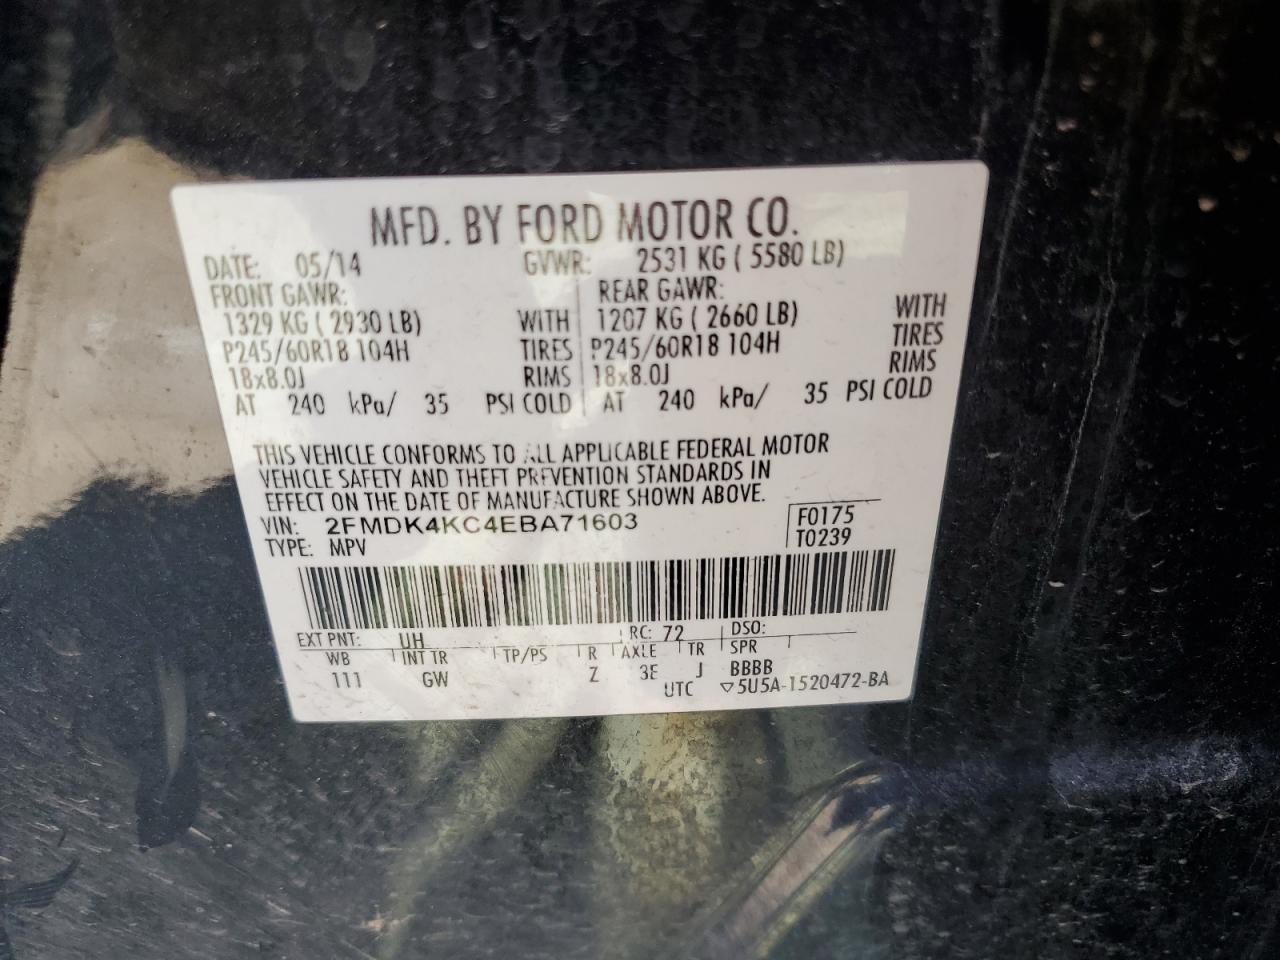 MFD. BY FORD MOTOR CO.
DATE: 05/14 GVWR: 2531 KG ( 5580 LB)
FRONT GAWR: REAR GAWR:
1329 KG ( 2930 LB) WITH 1207 KG ( 2660 LB) WITH
P245/60R18 104H TIRES P245/60R18 104H TIRES
18x8.0J RIMS 18x8.0J RIMS
AT 240 kPa/ 35 PSI COLD AT 240 kPa/ 35 PSI COLD
THIS VEHICLE CONFORMS TO ALL APPLICABLE FEDERAL MOTOR
VEHICLE SAFETY AND THEFT PREVENTION STANDARDS IN
EFFECT ON THE DATE OF MANUFACTURE SHOWN ABOVE.
VIN: 2FMDK4KC4EBA71603 F0175
TYPE: MPV T0239
EXT PNT: UH RC: 72 DSO:
WB INT TR TP/PS R AXLE TR SPR
111 GW Z 3E J BBBB
UTC ▽5U5A-1520472-BA